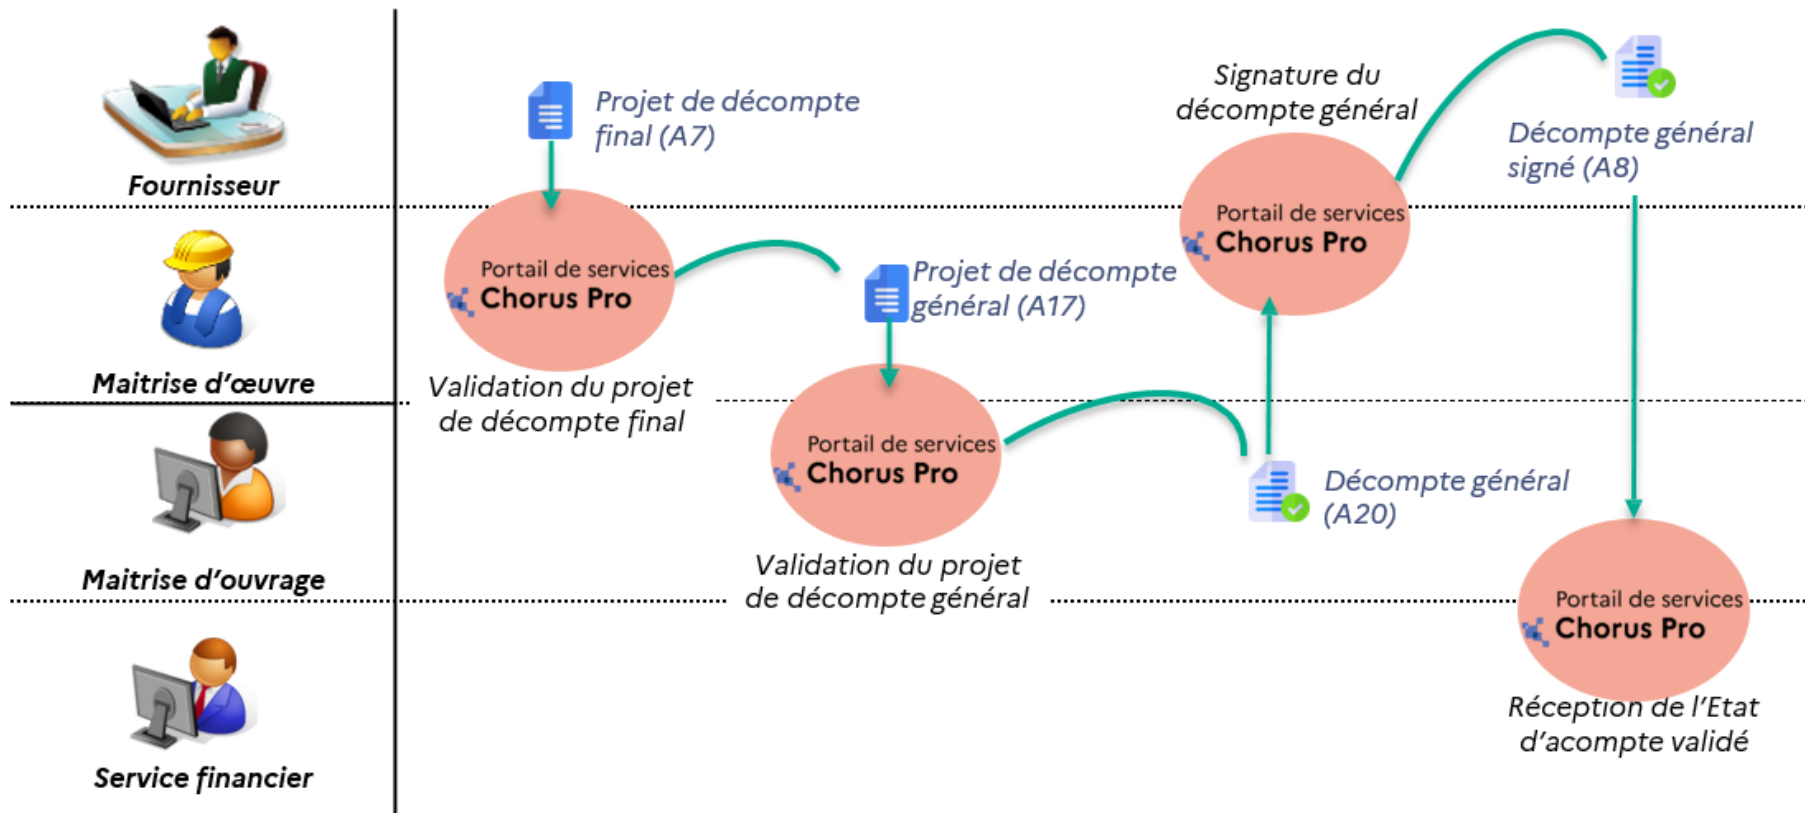 Fournisseur
Projet de décompte
final (A7)
Signature du
décompte général
Décompte général
signé (A8)
Maitrise d'œuvre
Portail de services
Chorus Pro
Validation du projet
de décompte final
Projet de décompte
général (A17)
Portail de services
Chorus Pro
Maitrise d'ouvrage
Portail de services
Chorus Pro
Validation du projet
de décompte général
Décompte général
(A20)
Service financier
Portail de services
Chorus Pro
Réception de l'Etat
d'acompte validé